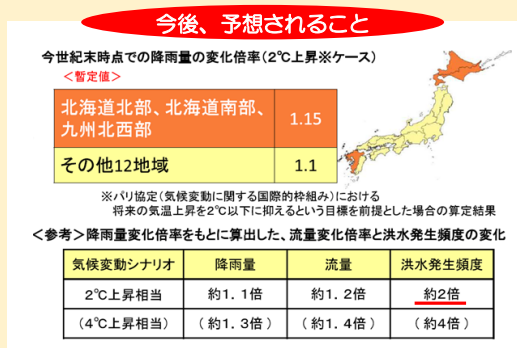 今後、予想されること
今世紀末時点での降雨量の変化倍率(2℃上昇※ケース)
<暫定値>
北海道北部、北海道南部、
九州北西部
1.15
その他12地域
1.1
※パリ協定(気候変動に関する国際的枠組み)における
将来の気温上昇を2℃以下に抑えるという目標を前提とした場合の算定結果
<参考>降雨量変化倍率をもとに算出した、流量変化倍率と洪水発生頻度の変化
気候変動シナリオ 降雨量 流量 洪水発生頻度
2℃上昇相当 約1.1倍 約1.2倍 約2倍
(4℃上昇相当) (約1.3倍) (約1.4倍) (約4倍)